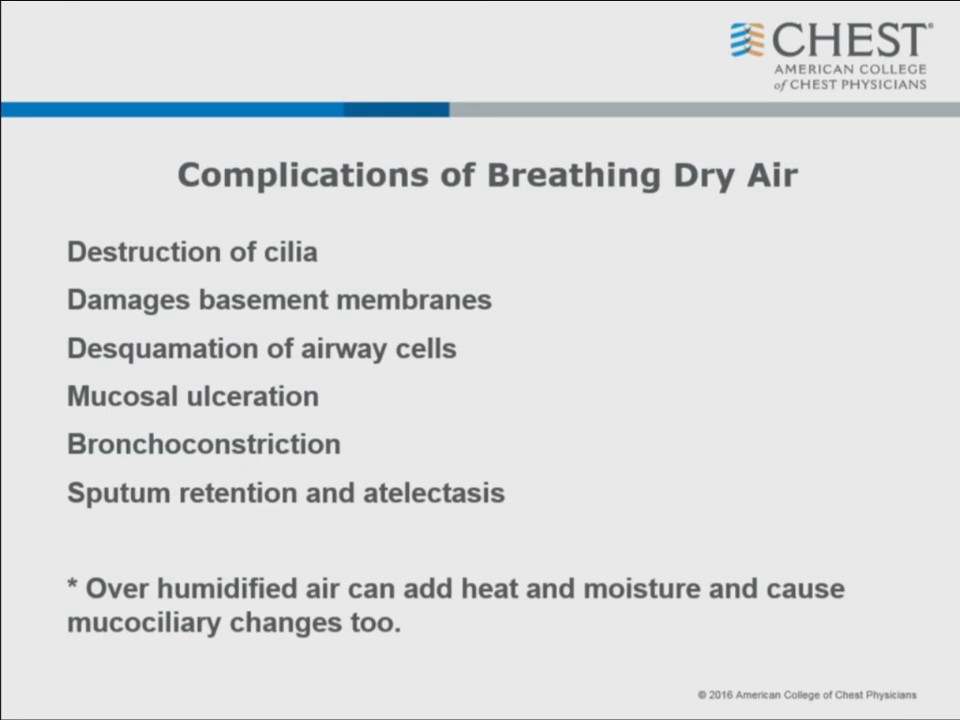 CHEST®
AMERICAN COLLEGE
of CHEST PHYSICIANS
Complications of Breathing Dry Air
Destruction of cilia
Damages basement membranes
Desquamation of airway cells
Mucosal ulceration
Bronchoconstriction
Sputum retention and atelectasis
* Over humidified air can add heat and moisture and cause
mucociliary changes too.
© 2016 American College of Chest Physicians